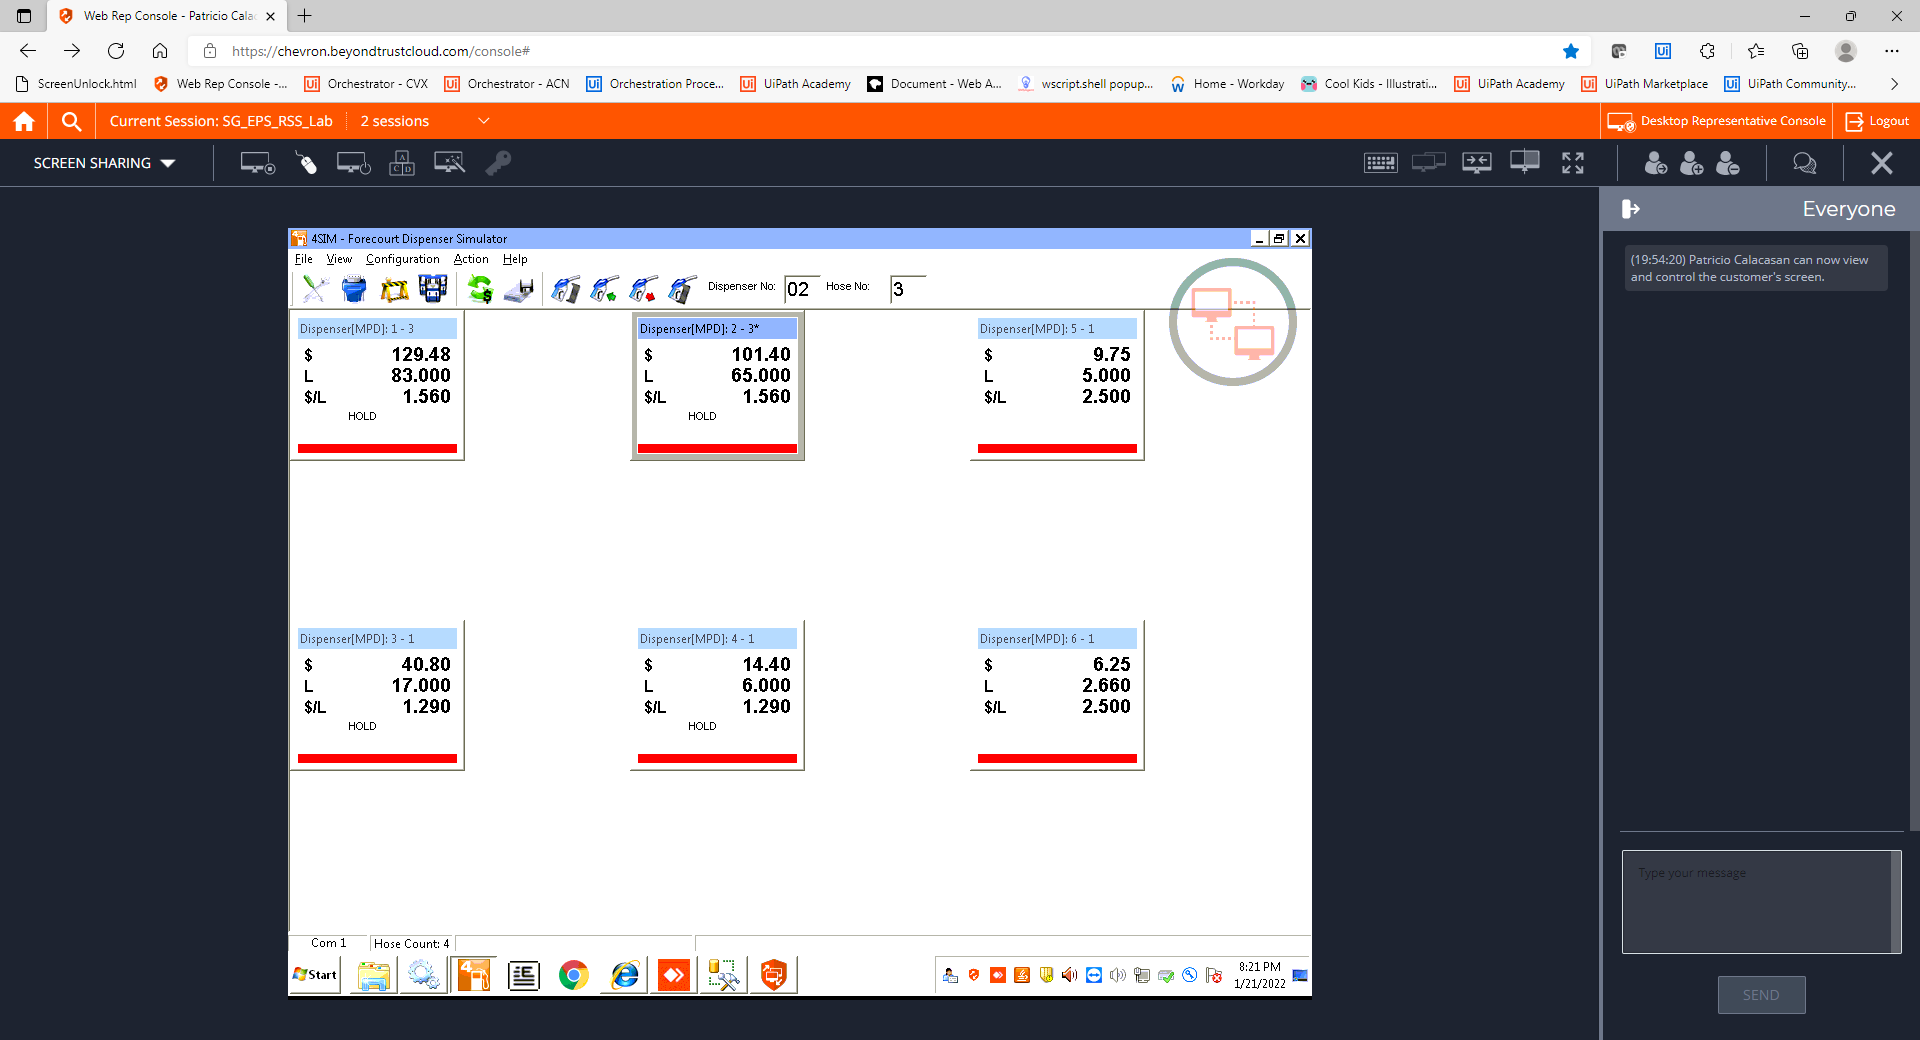 Web Rep Console - Patricio Cala
https://chevron.beyondtrustcloud.com/console#
ScreenUnlock.html
Web Rep Console -...
Orchestrator - CVX
Orchestrator - ACN
Orchestration Proce...
UiPath Academy
Document - Web A...
wscript.shell popup...
Home - Workday
Cool Kids - Illustrati...
UiPath Academy
UiPath Marketplace
UiPath Community...
Current Session: SG_EPS_RSS_Lab
2 sessions
Desktop Representative Console
Logout
SCREEN SHARING
Everyone
(19:54:20) Patricio Calacasan can now view
and control the customer's screen.
4SIM - Forecourt Dispenser Simulator
File View Configuration Action Help
Dispenser No: 02 Hose No: 3
Dispenser[MPD]: 1 - 3
$ 129.48
L 83.000
$/L 1.560
HOLD
Dispenser[MPD]: 2 - 3*
$ 101.40
L 65.000
$/L 1.560
HOLD
Dispenser[MPD]: 5 - 1
$ 9.75
L 5.000
$/L 2.500
Dispenser[MPD]: 3 - 1
$ 40.80
L 17.000
$/L 1.290
HOLD
Dispenser[MPD]: 4 - 1
$ 14.40
L 6.000
$/L 1.290
HOLD
Dispenser[MPD]: 6 - 1
$ 6.25
L 2.660
$/L 2.500
Com 1
Hose Count: 4
Start
8:21 PM
1/21/2022
Type your message
SEND